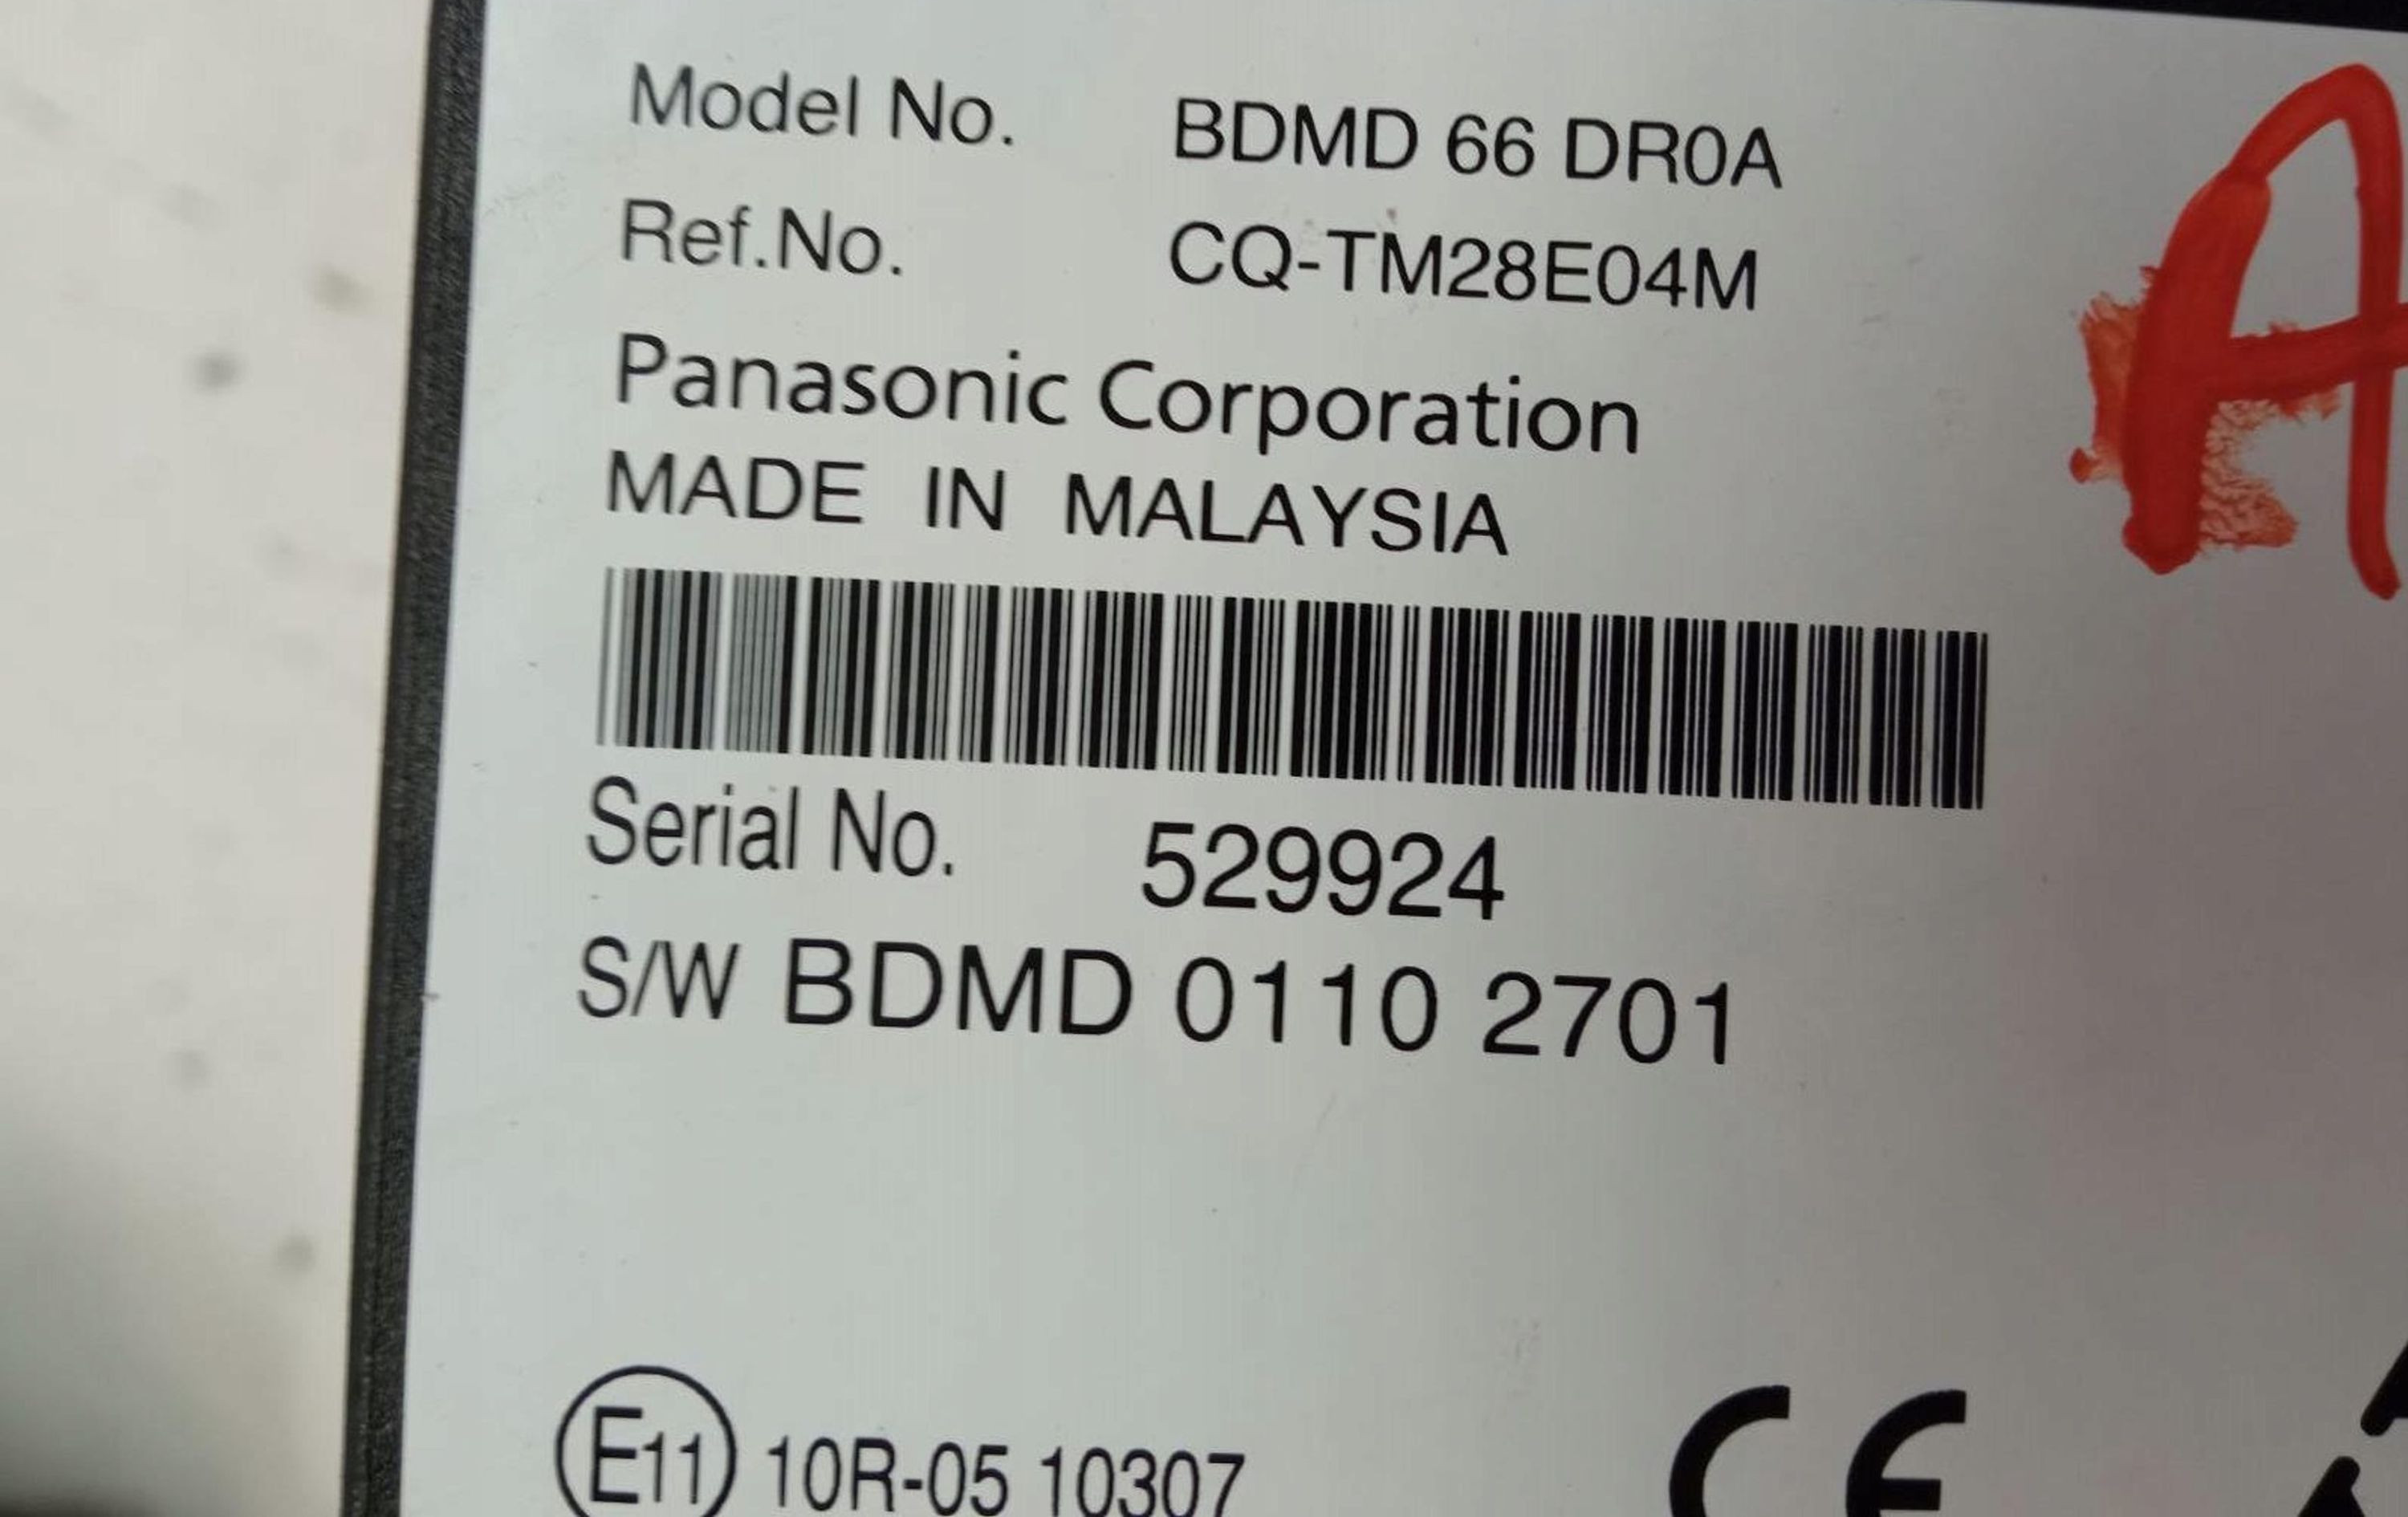 Model No. BDMD 66 DR0A
Ref.No. CQ-TM28E04M
Panasonic Corporation
MADE IN MALAYSIA
Serial No. 529924
S/W BDMD 0110 2701
E11 10R-05 10307
CE
A